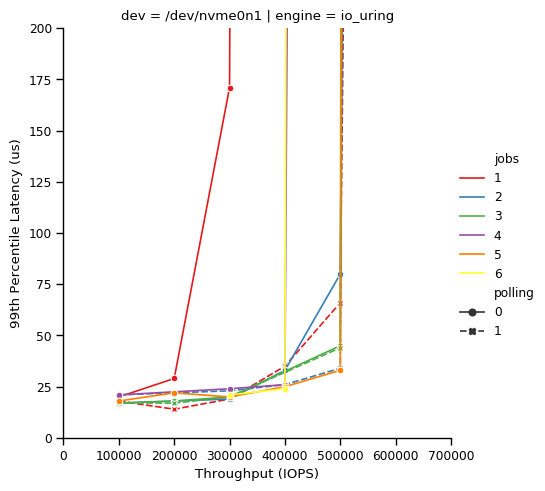 dev = /dev/nvme0n1 | engine = io_uring
200
175
150
125
100
75
50
25
0
99th Percentile Latency (us)
0 100000 200000 300000 400000 500000 600000 700000
Throughput (IOPS)
jobs
1
2
3
4
5
6
polling
0
1